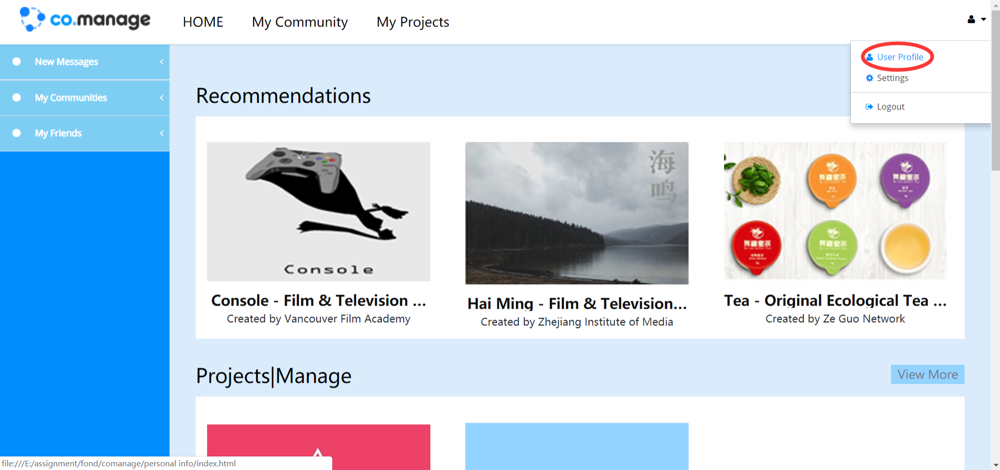 co.manage
HOME
My Community
My Projects
User Profile
Settings
Logout
New Messages
My Communities
My Friends
Recommendations
Console
海
鸣
Console - Film & Television ...
Created by Vancouver Film Academy
Hai Ming - Film & Television...
Created by Zhejiang Institute of Media
Tea - Original Ecological Tea ...
Created by Ze Guo Network
Projects|Manage
View More
file:///E:/assignment/fond/comanage/personal info/index.html